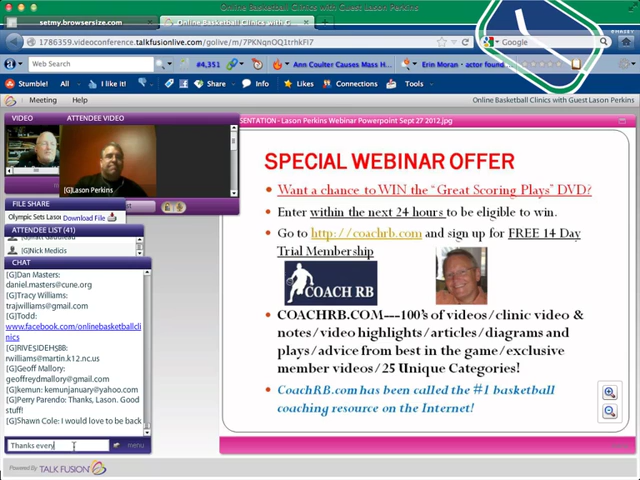 Online Basketball Clinics with Guest Lason Perkins
setmy.browsersize.com
Online Basketball Clinics with G
1786359.videoconference.talkfusionlive.com/golive/m/7PKNqnOQ1trhkFi7
Google
Web Search
#4,351
Ann Coulter Causes Mass H
Erin Moran - actor found
Tools
Stumble! All I like it! Share Info Likes Connections Tools
Meeting Help
Online Basketball Clinics with Guest Lason Perkins
VIDEO
ATTENDEE VIDEO
[G]Lason Perkins
FILE SHARE
Olympic Sets Lason Download File
ATTENDEE LIST (41)
[G]Nick Medicis
CHAT
[G]Dan Masters:
daniel.masters@cune.org
[G]Tracy Williams:
trajwilliams@gmail.com
[G]Todd:
www.facebook.com/onlinebasketballcli
nics
[G]RIVESIDEHSBB:
rwilliams@martin.k12.nc.us
[G]Geoff Mallory:
geoffreydmallory@gmail.com
[G]kemun: kemunjanuary@yahoo.com
[G]Perry Parendo: Thanks, Lason. Good
stuff!
[G]Shawn Cole: I would love to be back
Thanks every
menu
Powered By TALK FUSION
SENTATION - Lason Perkins Webinar Powerpoint Sept 27 2012.jpg
SPECIAL WEBINAR OFFER
• Want a chance to WIN the “Great Scoring Plays” DVD?
• Enter within the next 24 hours to be eligible to win.
• Go to http://coachrb.com and sign up for FREE 14 Day
Trial Membership
COACH RB
• COACHRB.COM---100's of videos/clinic video &
notes/video highlights/articles/diagrams and
plays/advice from best in the game/exclusive
member videos/25 Unique Categories!
• CoachRB.com has been called the #1 basketball
coaching resource on the Internet!